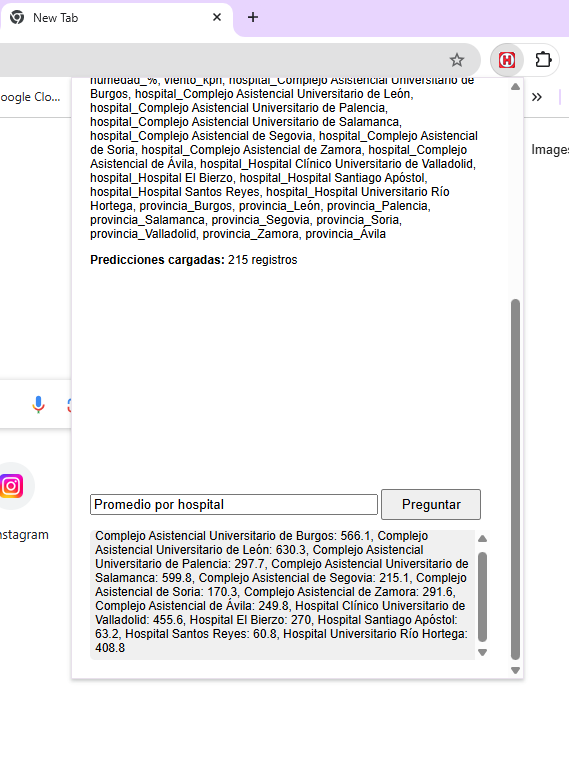 New Tab
oogle Clo...
Images
humedad_%, viento_kph, hospital_Complejo Asistencial Universitario de
Burgos, hospital_Complejo Asistencial Universitario de León,
hospital_Complejo Asistencial Universitario de Palencia,
hospital_Complejo Asistencial Universitario de Salamanca,
hospital_Complejo Asistencial de Segovia, hospital_Complejo Asistencial
de Soria, hospital_Complejo Asistencial de Zamora, hospital_Complejo
Asistencial de Ávila, hospital_Hospital Clínico Universitario de Valladolid,
hospital_Hospital El Bierzo, hospital_Hospital Santiago Apóstol,
hospital_Hospital Santos Reyes, hospital_Hospital Universitario Río
Hortega, provincia_Burgos, provincia_León, provincia_Palencia,
provincia_Salamanca, provincia_Segovia, provincia_Soria,
provincia_Valladolid, provincia_Zamora, provincia_Ávila
Predicciones cargadas: 215 registros
Promedio por hospital
Preguntar
nstagram
Complejo Asistencial Universitario de Burgos: 566.1, Complejo
Asistencial Universitario de León: 630.3, Complejo Asistencial
Universitario de Palencia: 297.7, Complejo Asistencial Universitario de
Salamanca: 599.8, Complejo Asistencial de Segovia: 215.1, Complejo
Asistencial de Soria: 170.3, Complejo Asistencial de Zamora: 291.6,
Complejo Asistencial de Ávila: 249.8, Hospital Clínico Universitario de
Valladolid: 455.6, Hospital El Bierzo: 270, Hospital Santiago Apóstol:
63.2, Hospital Santos Reyes: 60.8, Hospital Universitario Río Hortega:
408.8